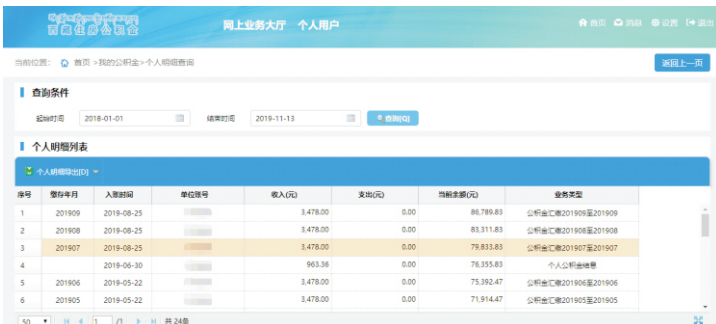 西藏住房公积金
网上业务大厅 个人用户
首页 消息 设置 退出
当前位置： 首页 >我的公积金>个人明细查询
返回上一页
查询条件
起始时间 2018-01-01 结束时间 2019-11-13 查询[Q]
个人明细列表
个人明细导出[D]
序号 缴存年月 入账时间 单位账号 收入(元) 支出(元) 当前余额(元) 业务类型
1 201909 2019-08-25 3,478.00 0.00 86,789.83 公积金汇缴201909至201909
2 201908 2019-08-25 3,478.00 0.00 83,311.83 公积金汇缴201908至201908
3 201907 2019-08-25 3,478.00 0.00 79,833.83 公积金汇缴201907至201907
4 2019-06-30 963.36 0.00 76,355.83 个人公积金结息
5 201906 2019-05-22 3,478.00 0.00 75,392.47 公积金汇缴201906至201906
6 201905 2019-05-22 3,478.00 0.00 71,914.47 公积金汇缴201905至201905
50 1 /1 共 24条